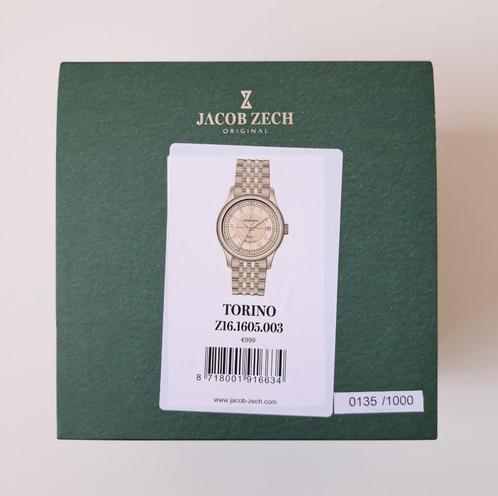 JACOB ZECH
ORIGINAL
TORINO
Z16.1605.003
€999
8 718001 916634
www.jacob-zech.com
0135 /1000